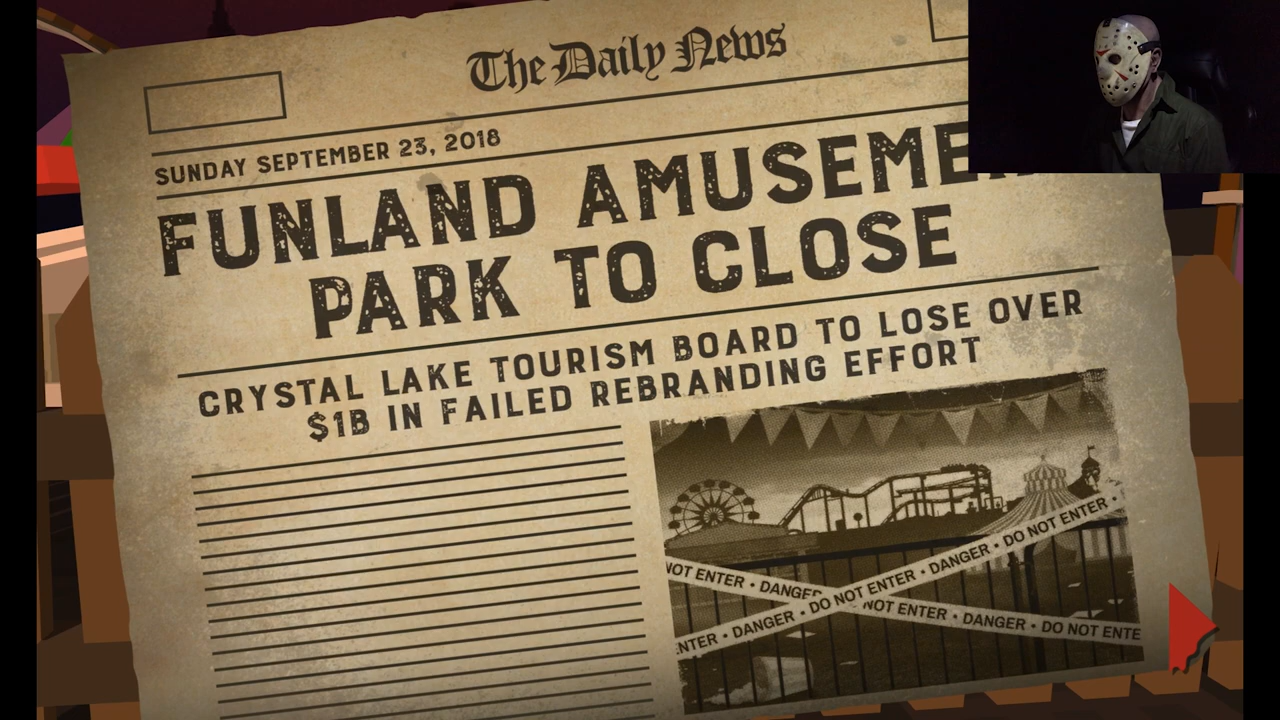 The Daily News
SUNDAY SEPTEMBER 23, 2018
FUNLAND
PARK TO CLOSE
CRYSTAL LAKE TOURISM BOARD TO LOSE OVER
$1B IN FAILED REBRANDING EFFORT
DO NOT ENTER
DANGER • DO NOT ENTER • DANGER • DO NOT ENTER
NOT ENTER • DANGER
NOT ENTER • DANGER • DO NOT ENTE